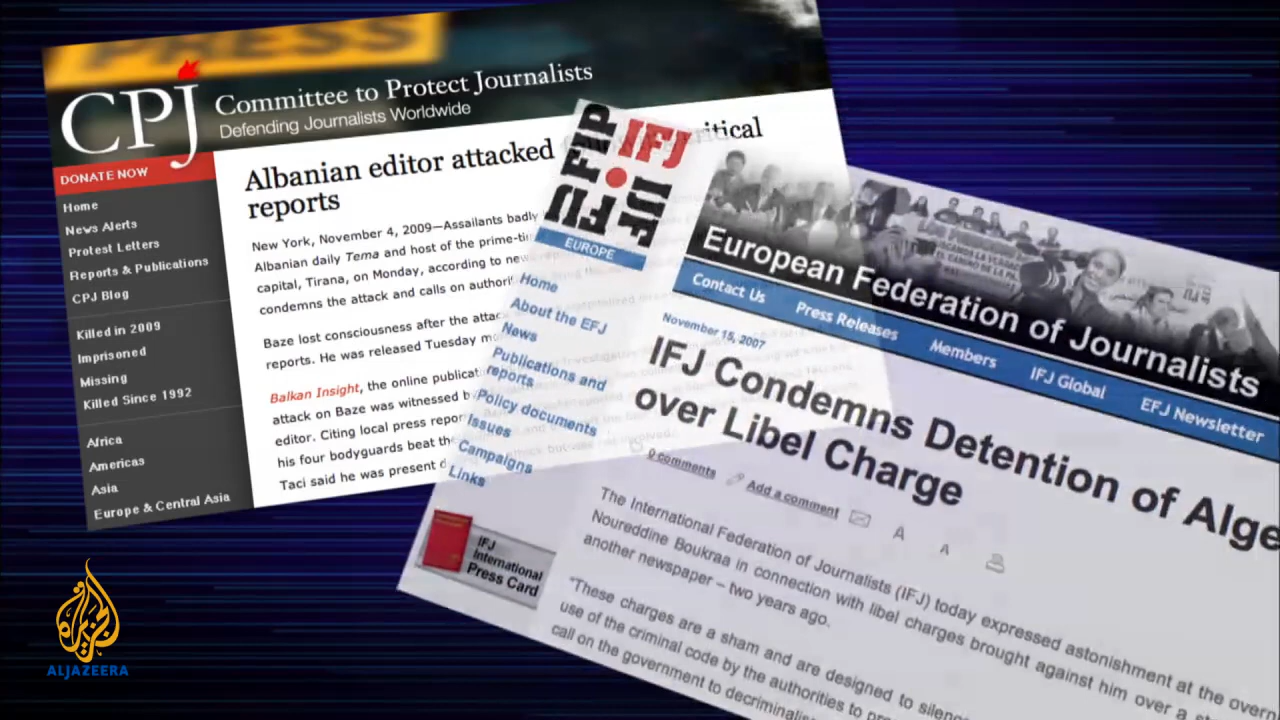 PRESS
CPJ
Committee to Protect Journalists
Defending Journalists Worldwide
DONATE NOW
Home
News Alerts
Protest Letters
Reports & Publications
CPJ Blog
Killed in 2009
Imprisoned
Missing
Killed Since 1992
Africa
Americas
Asia
Europe & Central Asia
Albanian editor attacked critical
reports
New York, November 4, 2009—Assailants badly
Albanian daily Tema and host of the prime-ti
capital, Tirana, on Monday, according to new
condemns the attack and calls on authori
Baze lost consciousness after the attac
reports. He was released Tuesday m
Balkan Insight, the online publicat
attack on Baze was witnessed b
editor. Citing local press repor
his four bodyguards beat th
Taci said he was present d
IFJ
FIP
EUROPE
European Federation of Journalists
Contact Us
Press Releases
Members
IFJ Global
EFJ Newsletter
Home
About the EFJ
News
Publications and
reports
Policy documents
Issues
Campaigns
Links
IFJ
International
Press Card
November 15, 2007
IFJ Condemns Detention of Alge
over Libel Charge
0 comments
Add a comment
A
A
The International Federation of Journalists (IFJ) today expressed astonishment at the overn
Noureddine Boukraa in connection with libel charges brought against him over a s
another newspaper – two years ago.
"These charges are a sham and are designed to silenc
use of the criminal code by the authorities to pre
call on the government to decriminalis
الجزيرة
ALJAZEERA